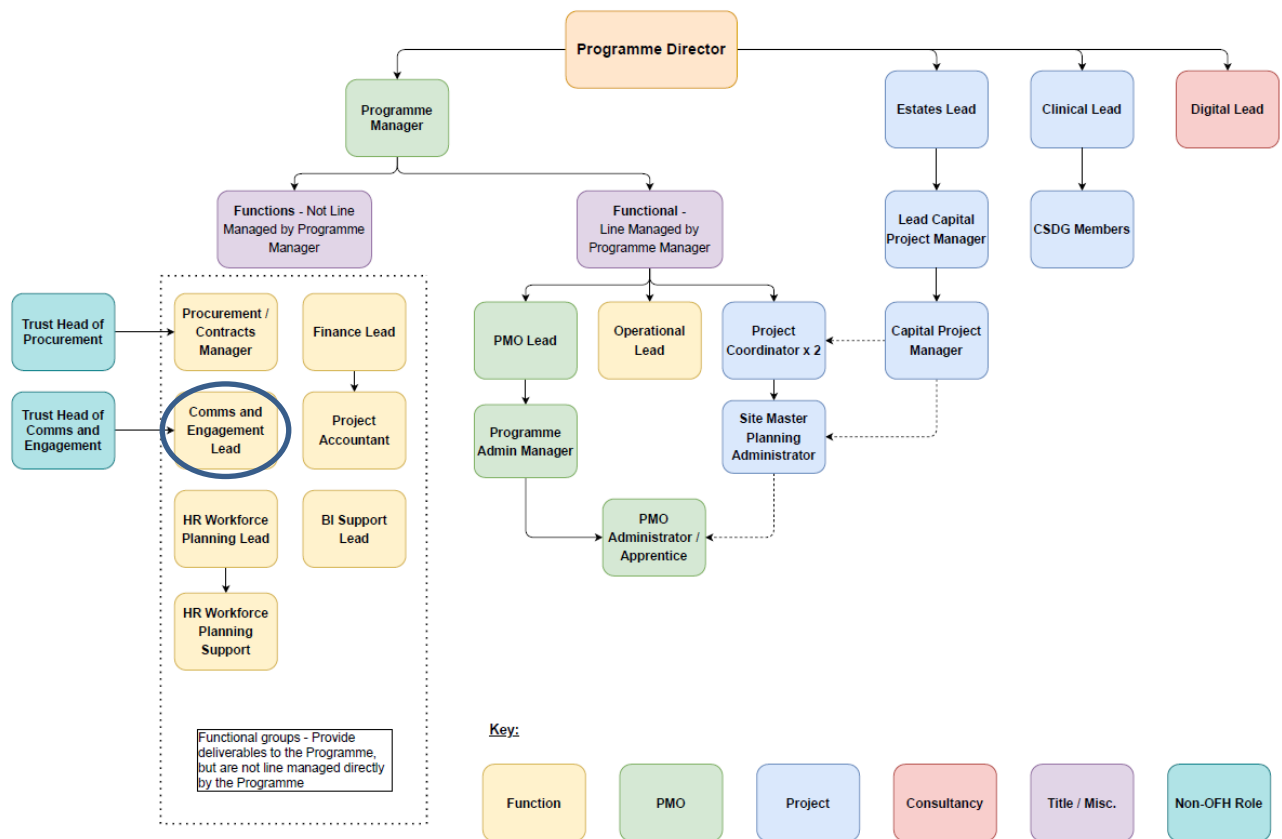 Programme Director
Programme
Manager
Estates Lead
Clinical Lead
Digital Lead
Functions - Not Line
Managed by Programme
Manager
Functional -
Line Managed by
Programme Manager
Lead Capital
Project Manager
CSDG Members
Trust Head of
Procurement
Procurement /
Contracts
Manager
Finance Lead
PMO Lead
Operational
Lead
Project
Coordinator x 2
Capital Project
Manager
Trust Head of
Comms and
Engagement
Comms and
Engagement
Lead
Project
Accountant
Programme
Admin Manager
Site Master
Planning
Administrator
HR Workforce
Planning Lead
BI Support
Lead
PMO
Administrator /
Apprentice
HR Workforce
Planning
Support
Functional groups - Provide
deliverables to the Programme,
but are not line managed directly
by the Programme
Key:
Function
PMO
Project
Consultancy
Title / Misc.
Non-OFH Role